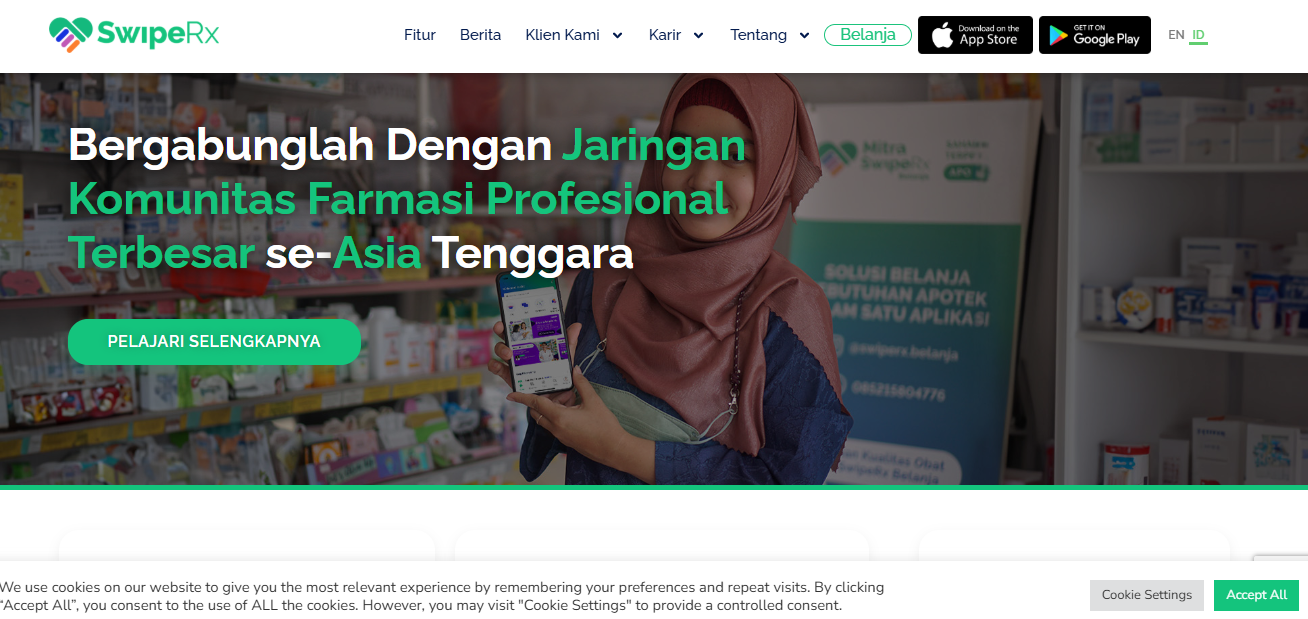 SwipeRx
Fitur
Berita
Klien Kami
Karir
Tentang
Belanja
Download on the
App Store
GET IT ON
Google Play
EN
ID
Bergabunglah Dengan Jaringan
Komunitas Farmasi Profesional
Terbesar se-Asia Tenggara
PELAJARI SELENGKAPNYA
Mitra
SwipeRx
SOLUSI BELANJA
KEBUTUHAN APOTEK
DALAM SATU APLIKASI
@swiperx.belanja
085215804776
We use cookies on our website to give you the most relevant experience by remembering your preferences and repeat visits. By clicking
“Accept All”, you consent to the use of ALL the cookies. However, you may visit "Cookie Settings" to provide a controlled consent.
Cookie Settings
Accept All